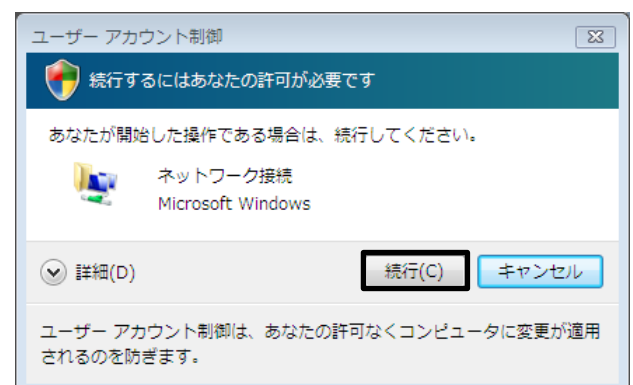 ユーザー アカウント制御
続行するにはあなたの許可が必要です
あなたが開始した操作である場合は、続行してください。
ネットワーク接続
Microsoft Windows
詳細(D)
続行(C)
キャンセル
ユーザー アカウント制御は、あなたの許可なくコンピュータに変更が適用
されるのを防ぎます。